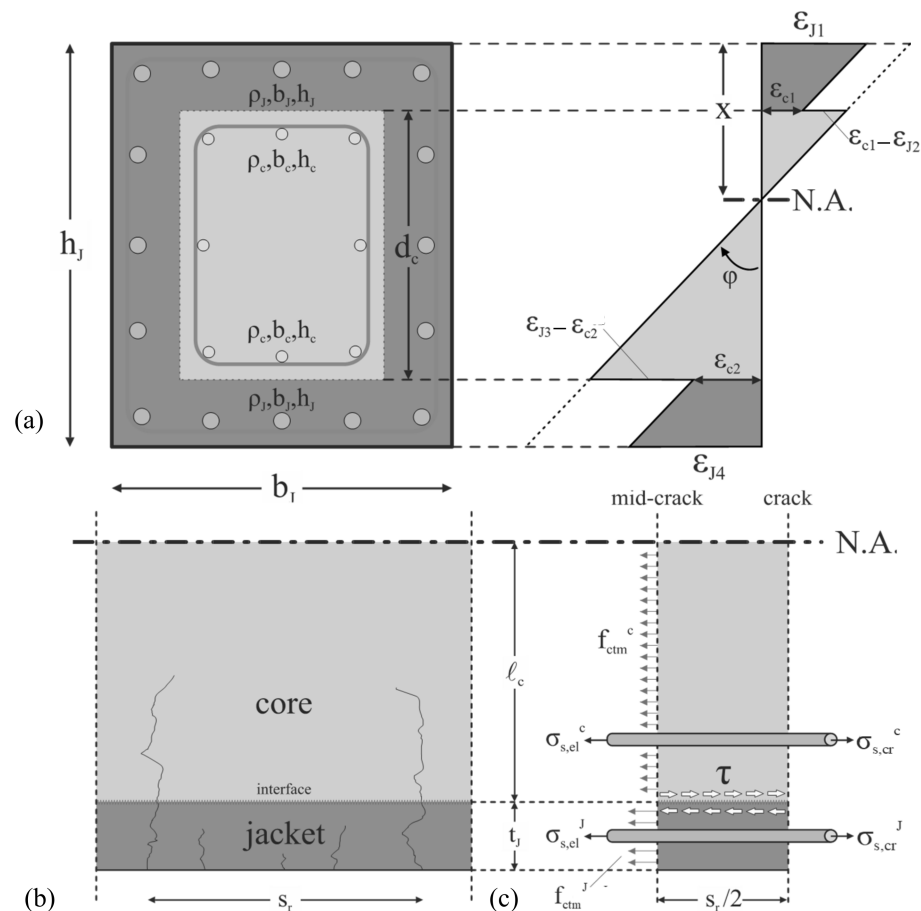 ε_J1
ρ_J,b_J,h_J
ε_c1
x
ε_c1–ε_J2
ρ_c,b_c,h_c
N.A.
h_J
d_c
φ
ε_J3–ε_c2
ρ_c,b_c,h_c
ε_c2
ρ_J,b_J,h_J
(a)
ε_J4
b_J
mid-crack
crack
N.A.
f_ctm^c
ℓ_c
core
σ_s,el^c
σ_s,cr^c
τ
interface
jacket
t_J
σ_s,el^J
σ_s,cr^J
(b)
s_r
(c)
f_ctm^J
s_r/2